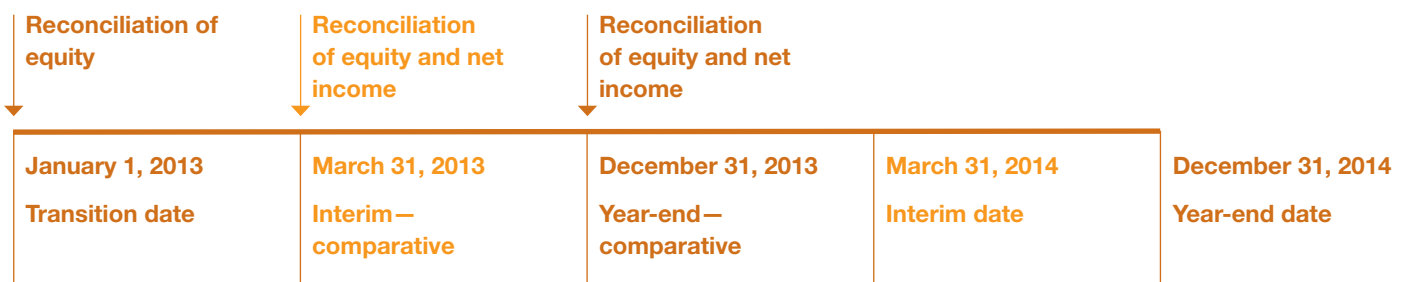 Reconciliation of
equity
Reconciliation
of equity and net
income
Reconciliation
of equity and net
income
January 1, 2013
Transition date
March 31, 2013
Interim—
comparative
December 31, 2013
Year-end—
comparative
March 31, 2014
Interim date
December 31, 2014
Year-end date